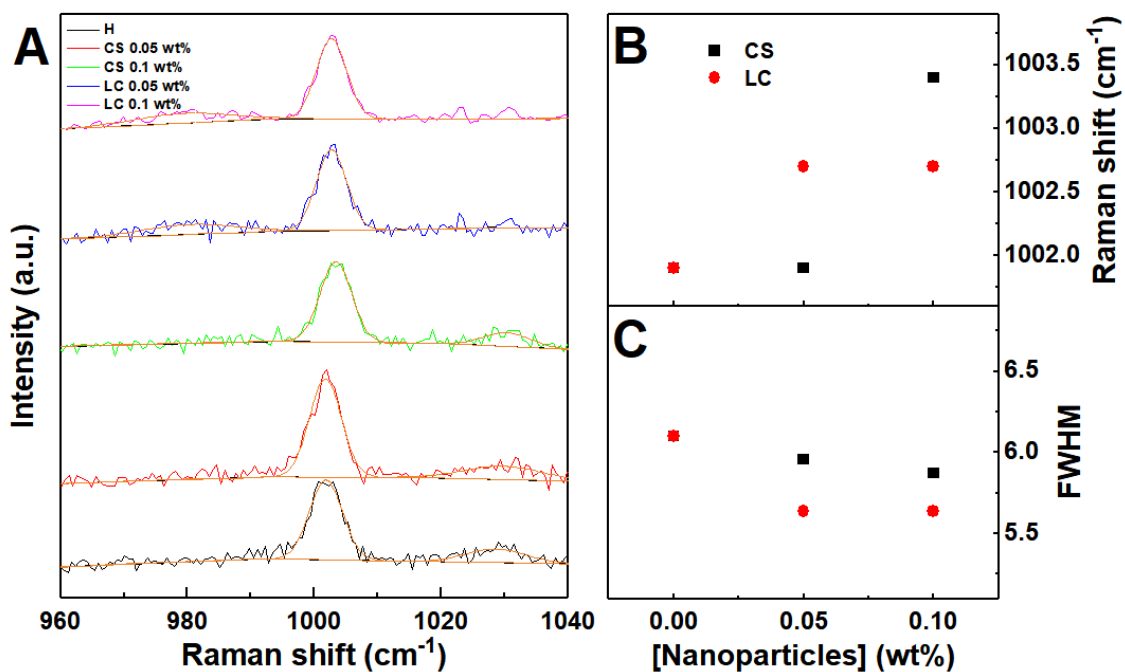 A
H
CS 0.05 wt%
CS 0.1 wt%
LC 0.05 wt%
LC 0.1 wt%
Intensity (a.u.)
960 980 1000 1020 1040
Raman shift (cm⁻¹)
B
CS
LC
1003.5
1003.0
1002.5
1002.0
Raman shift (cm⁻¹)
C
6.5
6.0
5.5
FWHM
0.00 0.05 0.10
[Nanoparticles] (wt%)